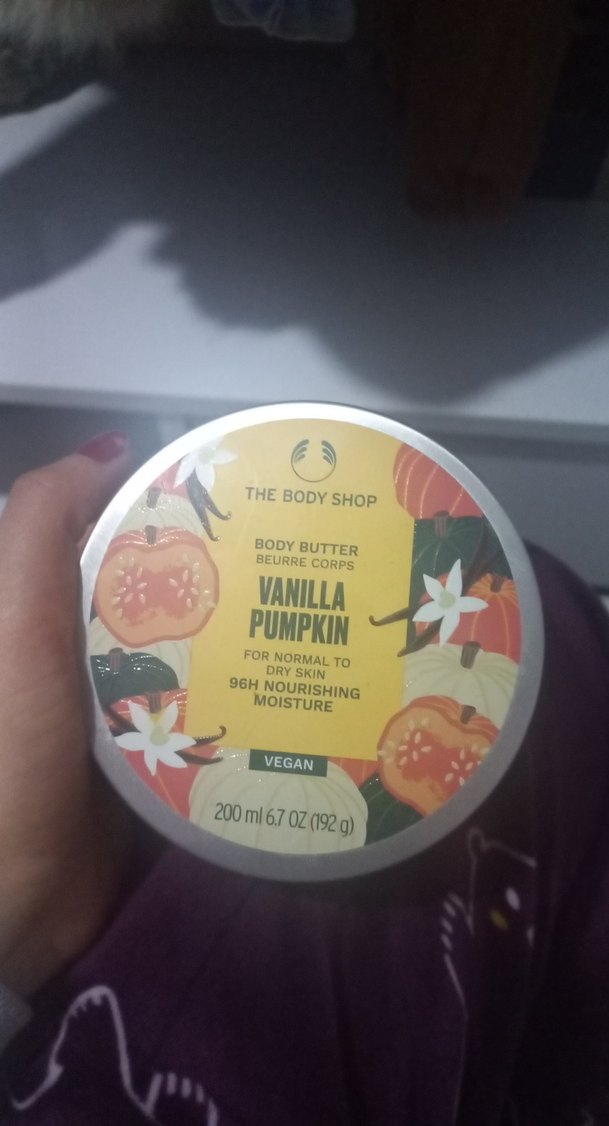 THE BODY SHOP
BODY BUTTER
BEURRE CORPS
VANILLA
PUMPKIN
FOR NORMAL TO
DRY SKIN
96H NOURISHING
MOISTURE
VEGAN
200 ml 6.7 OZ (192 g)